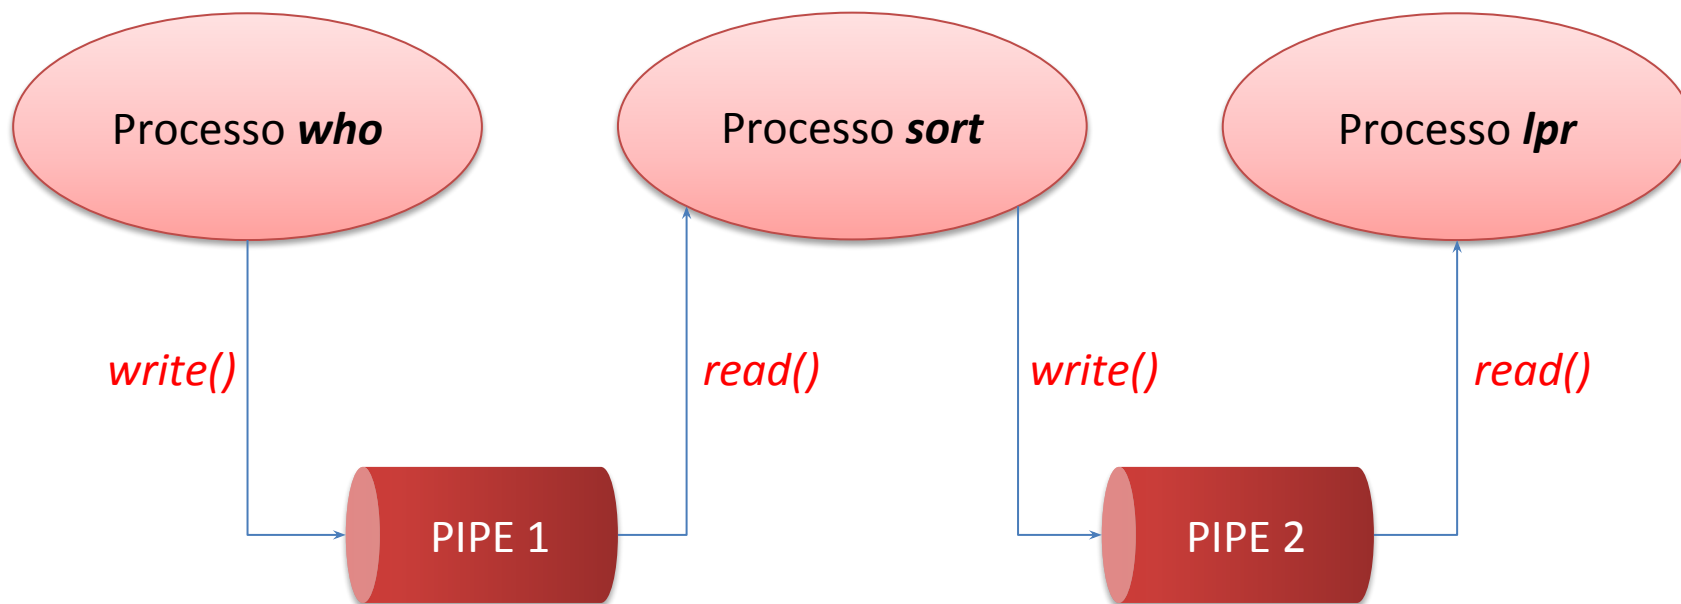 Processo who
Processo sort
Processo lpr
write()
read()
write()
read()
PIPE 1
PIPE 2